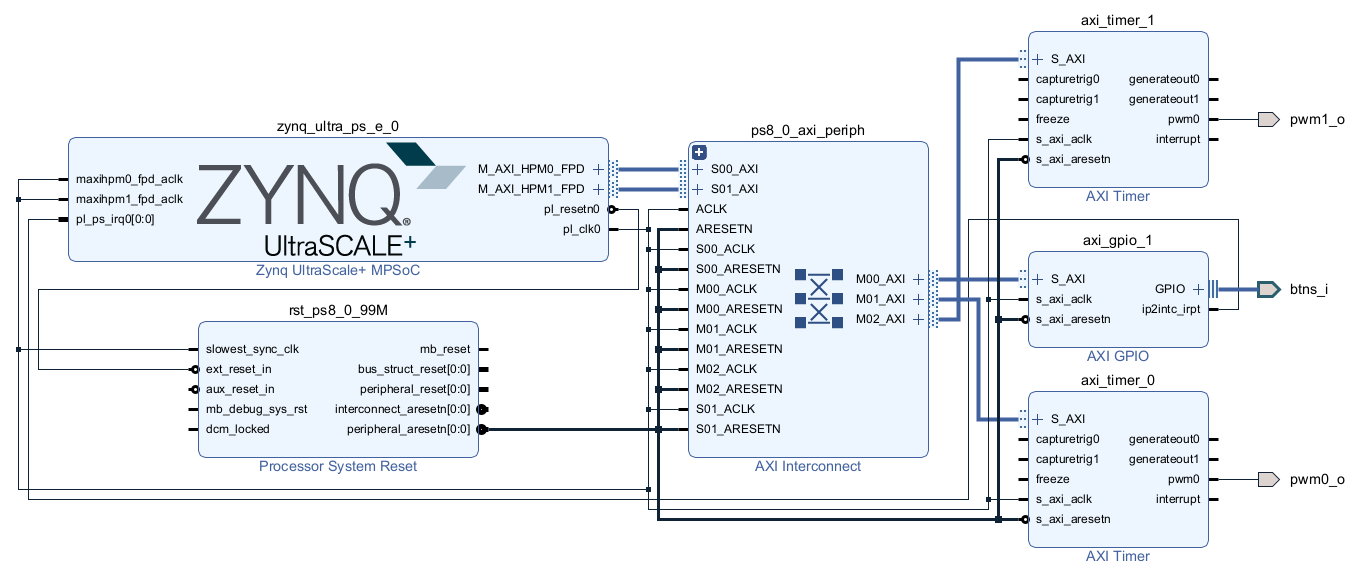 zynq_ultra_ps_e_0
maxihpm0_fpd_aclk
maxihpm1_fpd_aclk
pl_ps_irq0[0:0]
ZYNQ®
UltraSCALE+
M_AXI_HPM0_FPD
M_AXI_HPM1_FPD
pl_resetn0
pl_clk0
Zynq UltraScale+ MPSoC
rst_ps8_0_99M
slowest_sync_clk
ext_reset_in
aux_reset_in
mb_debug_sys_rst
dcm_locked
mb_reset
bus_struct_reset[0:0]
peripheral_reset[0:0]
interconnect_aresetn[0:0]
peripheral_aresetn[0:0]
Processor System Reset
ps8_0_axi_periph
S00_AXI
S01_AXI
ACLK
ARESETN
S00_ACLK
S00_ARESETN
M00_ACLK
M00_ARESETN
M01_ACLK
M01_ARESETN
M02_ACLK
M02_ARESETN
S01_ACLK
S01_ARESETN
M00_AXI
M01_AXI
M02_AXI
AXI Interconnect
axi_timer_1
S_AXI
capturetrig0
capturetrig1
freeze
s_axi_aclk
s_axi_aresetn
generateout0
generateout1
pwm0
interrupt
AXI Timer
pwm1_o
axi_gpio_1
S_AXI
s_axi_aclk
s_axi_aresetn
GPIO
ip2intc_irpt
AXI GPIO
btns_i
axi_timer_0
S_AXI
capturetrig0
capturetrig1
freeze
s_axi_aclk
s_axi_aresetn
generateout0
generateout1
pwm0
interrupt
AXI Timer
pwm0_o